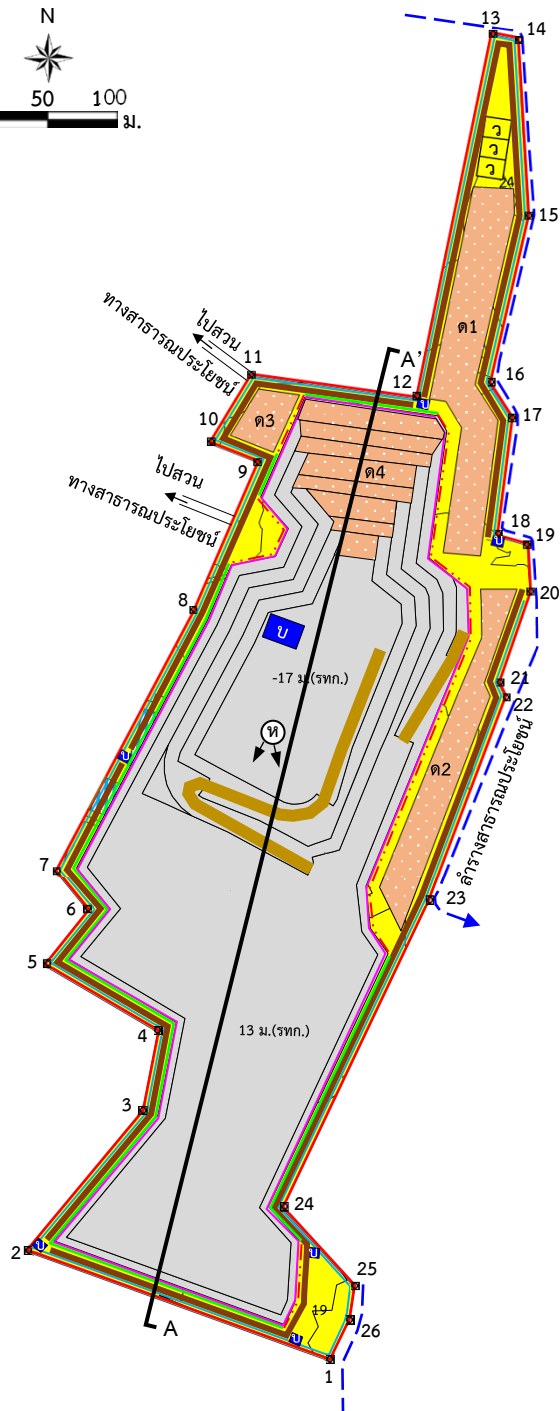 N
50 100
ม.
13
14
ว
ว
ว
24
15
ไปสวน
ทางสาธารณประโยชน์
11
A'
ด1
12
16
17
บ
10
ด3
9
ด4
ไปสวน
ทางสาธารณประโยชน์
18
บ
19
20
8
บ
-17 ม.(รทก.)
21
22
ห
บ
ด2
ลำรางสาธารณประโยชน์
7
23
6
5
4
13 ม.(รทก.)
3
24
2
บ
บ
25
19
26
A
บ
1